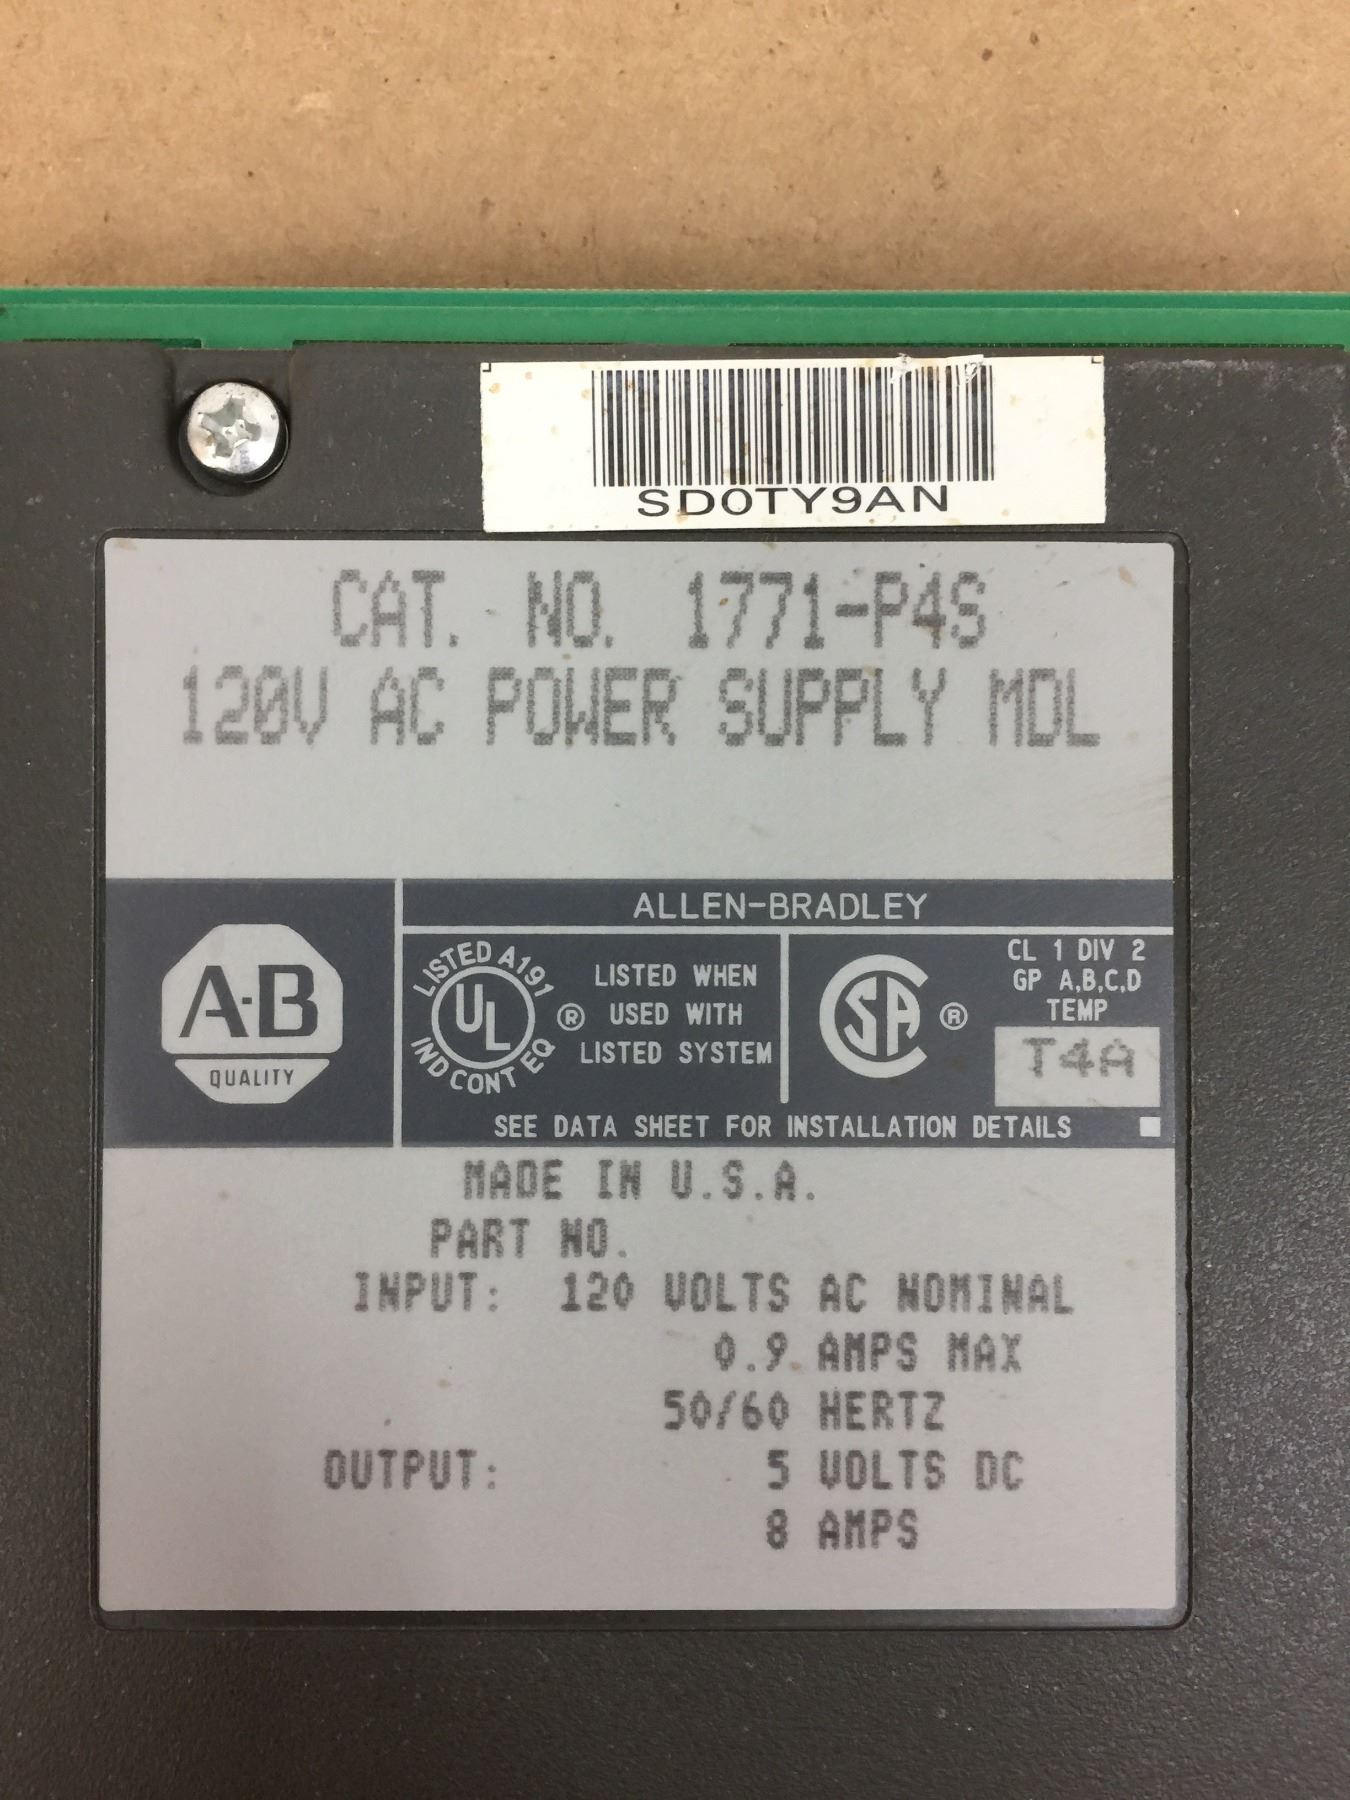 SD0TY9AN
CAT. NO. 1771-P4S
120V AC POWER SUPPLY MDL
ALLEN-BRADLEY
A-B
QUALITY
LISTED A191
UL
®
IND CONT EQ
LISTED WHEN
USED WITH
LISTED SYSTEM
SA
®
CL 1 DIV 2
GP A,B,C,D
TEMP
T4A
SEE DATA SHEET FOR INSTALLATION DETAILS
MADE IN U.S.A.
PART NO.
INPUT: 120 VOLTS AC NOMINAL
0.9 AMPS MAX
50/60 HERTZ
OUTPUT: 5 VOLTS DC
8 AMPS